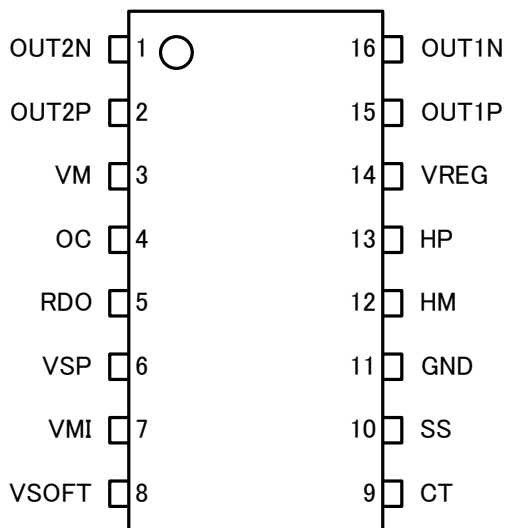 OUT2N 1 16 OUT1N
OUT2P 2 15 OUT1P
VM 3 14 VREG
OC 4 13 HP
RDO 5 12 HM
VSP 6 11 GND
VMI 7 10 SS
VSOFT 8 9 CT